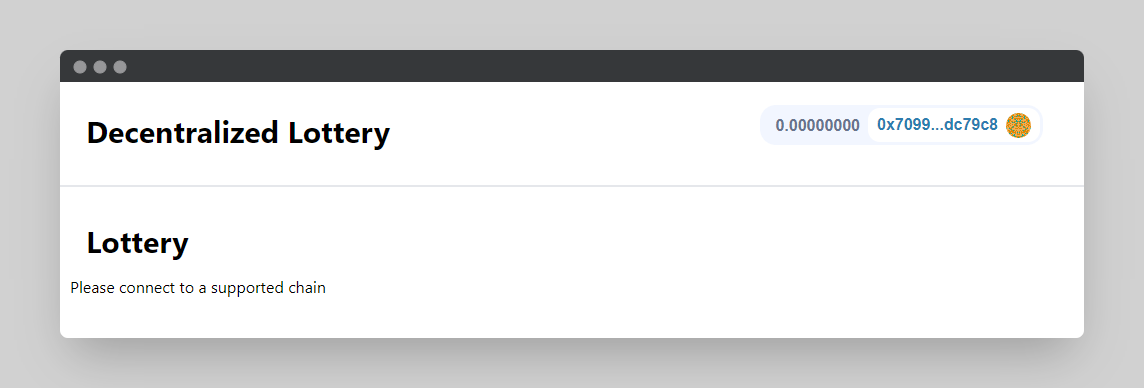 Decentralized Lottery
0.00000000 0x7099...dc79c8
Lottery
Please connect to a supported chain